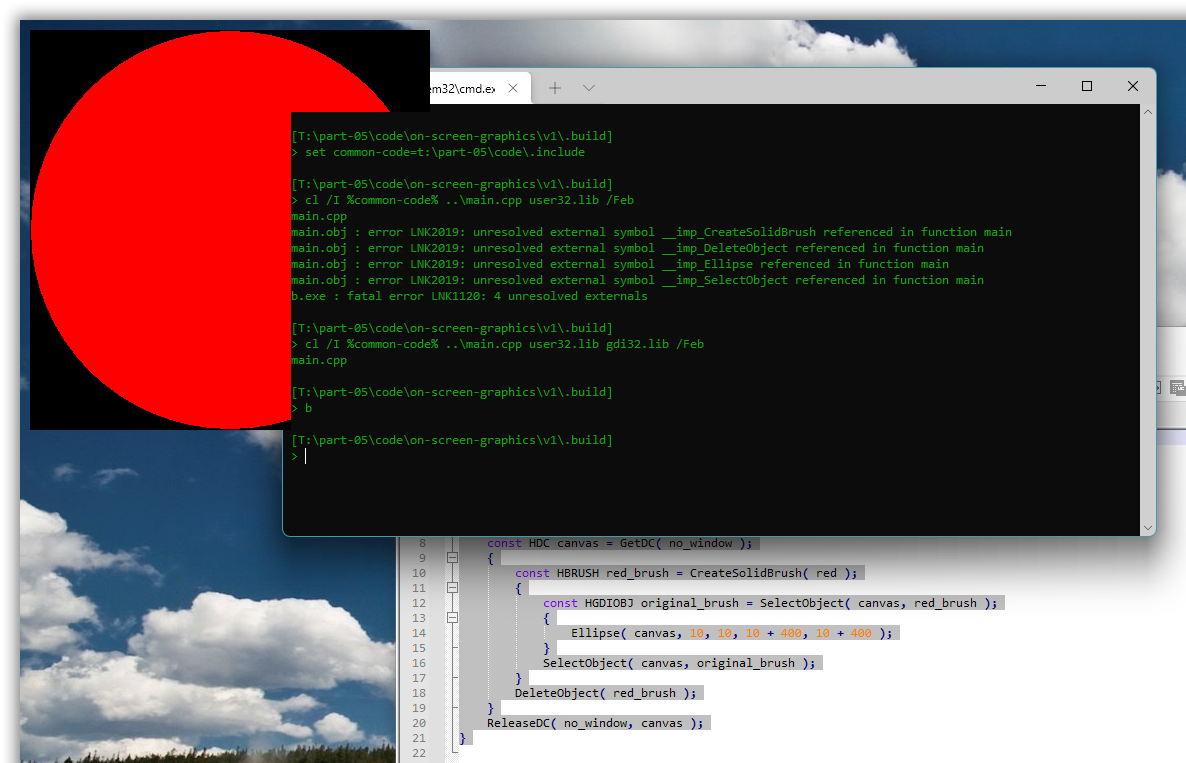 em32\cmd.ex
[T:\part-05\code\on-screen-graphics\v1\.build]
> set common-code=t:\part-05\code\.include
[T:\part-05\code\on-screen-graphics\v1\.build]
> cl /I %common-code% ..\main.cpp user32.lib /Feb
main.cpp
main.obj : error LNK2019: unresolved external symbol __imp_CreateSolidBrush referenced in function main
main.obj : error LNK2019: unresolved external symbol __imp_DeleteObject referenced in function main
main.obj : error LNK2019: unresolved external symbol __imp_Ellipse referenced in function main
main.obj : error LNK2019: unresolved external symbol __imp_SelectObject referenced in function main
b.exe : fatal error LNK1120: 4 unresolved externals
[T:\part-05\code\on-screen-graphics\v1\.build]
> cl /I %common-code% ..\main.cpp user32.lib gdi32.lib /Feb
main.cpp
[T:\part-05\code\on-screen-graphics\v1\.build]
> b
[T:\part-05\code\on-screen-graphics\v1\.build]
>
8 const HDC canvas = GetDC( no_window );
9 {
10 const HBRUSH red_brush = CreateSolidBrush( red );
11 {
12 const HGDIOBJ original_brush = SelectObject( canvas, red_brush );
13 {
14 Ellipse( canvas, 10, 10, 10 + 400, 10 + 400 );
15 }
16 SelectObject( canvas, original_brush );
17 }
18 DeleteObject( red_brush );
19 }
20 ReleaseDC( no_window, canvas );
21 }
22